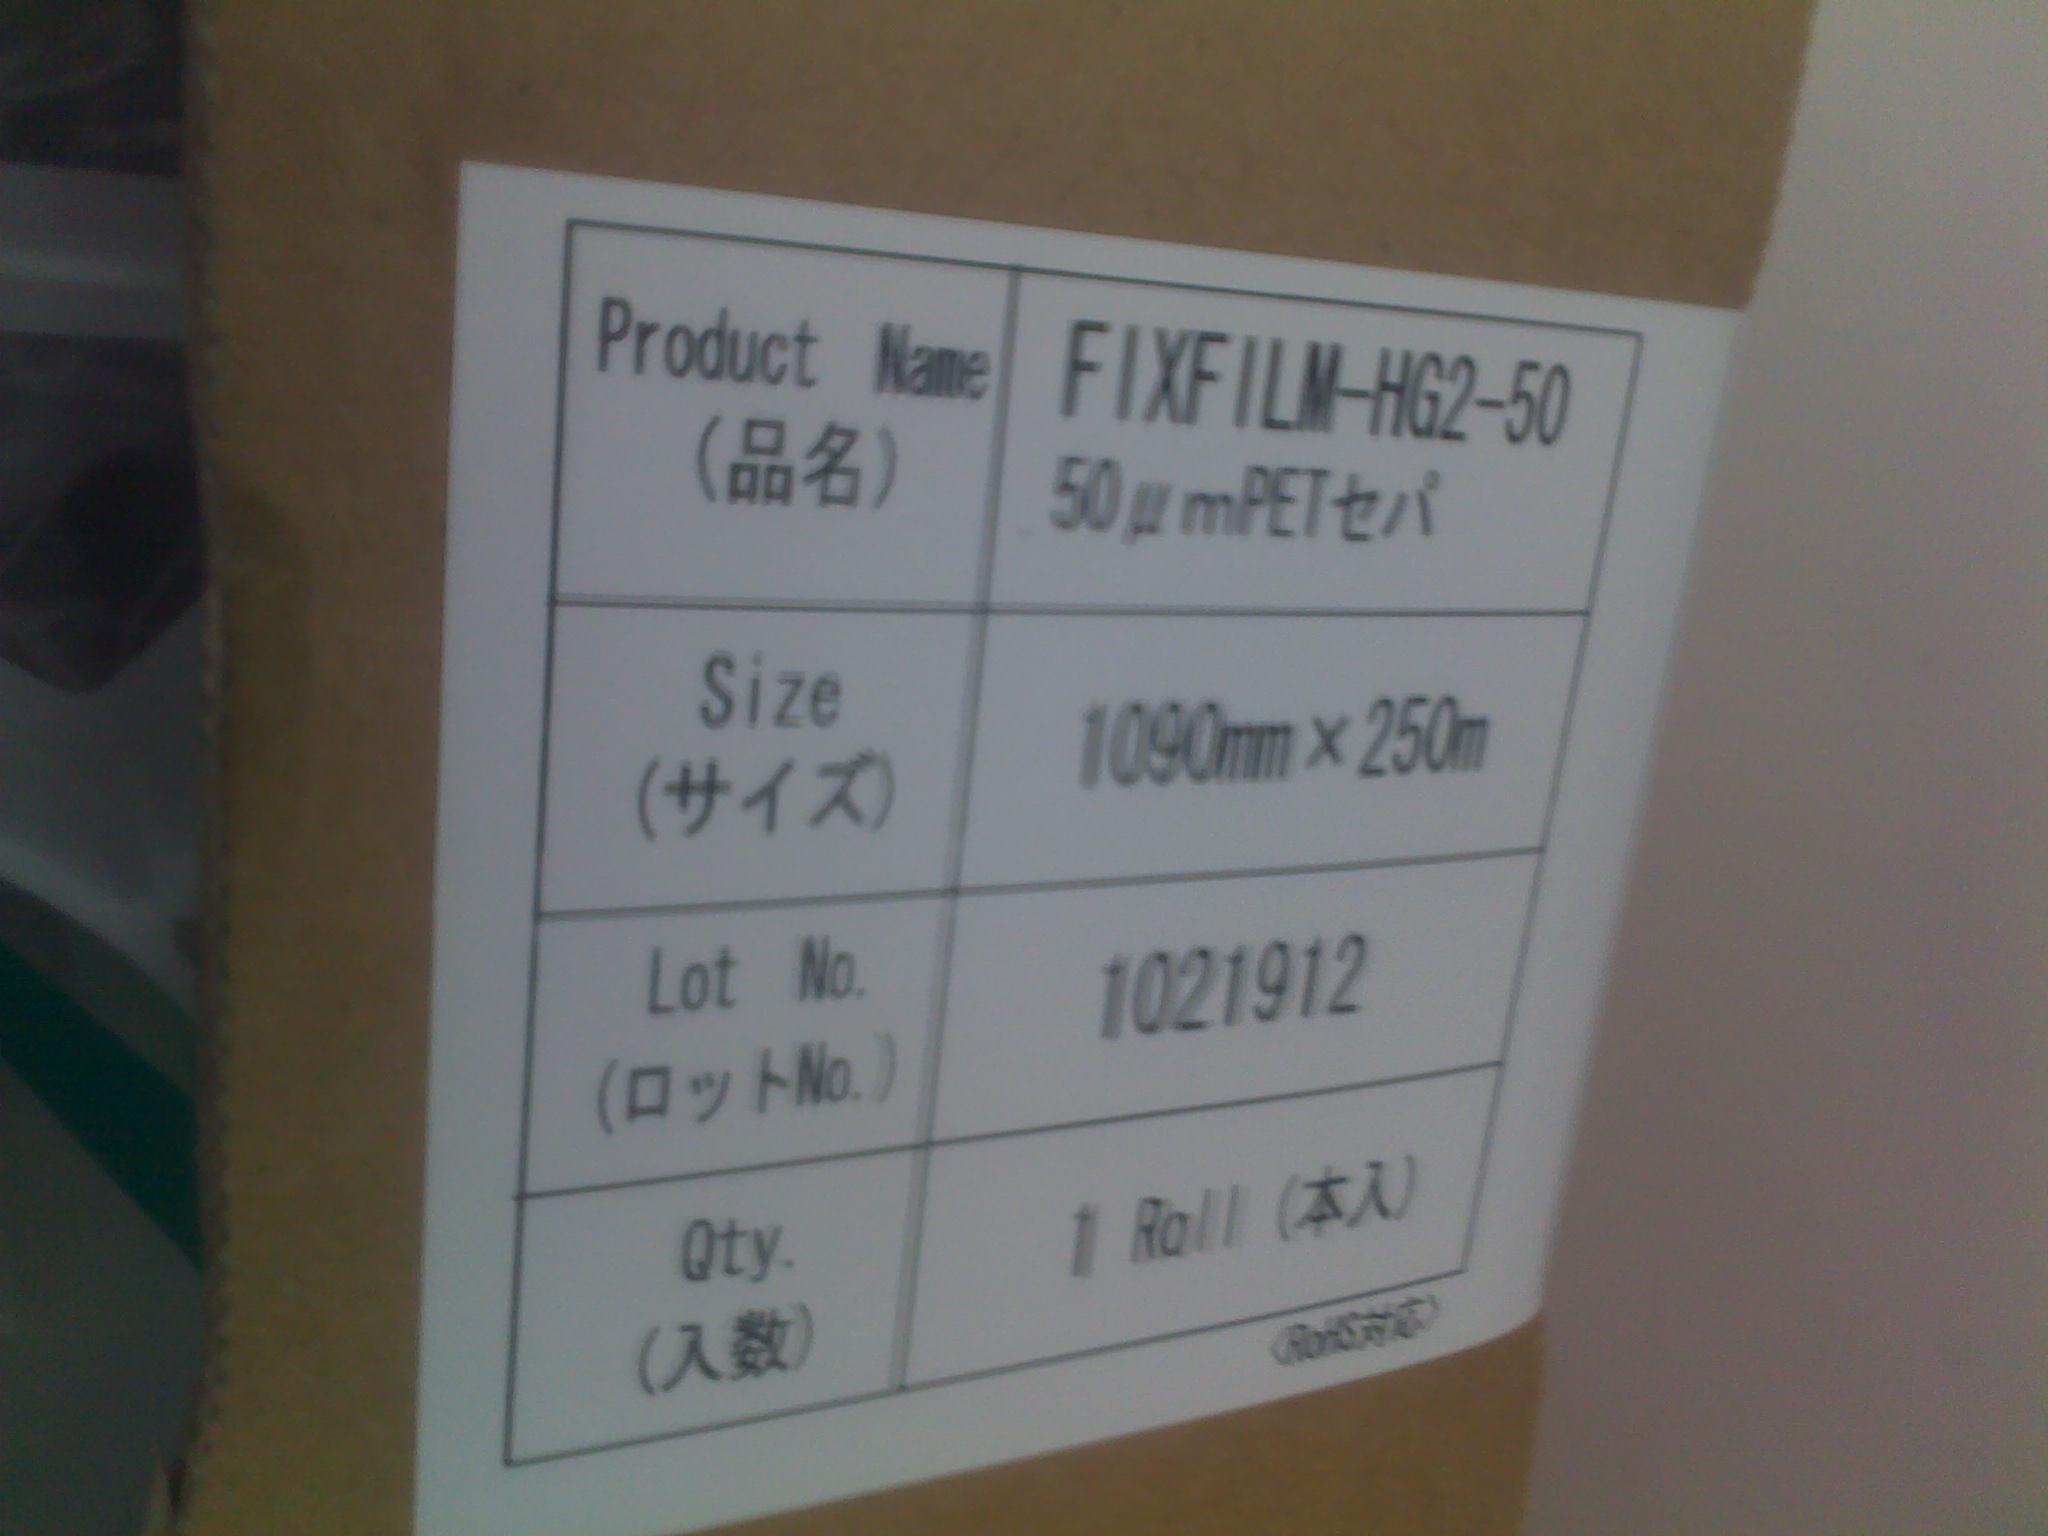 Product Name
(品名)
FIXFILM-HG2-50
50μmPETセパ
Size
(サイズ)
1090mm×250m
Lot No.
(ロットNo.)
1021912
Qty.
(入数)
1 Roll (本入)
<RoHS対応>